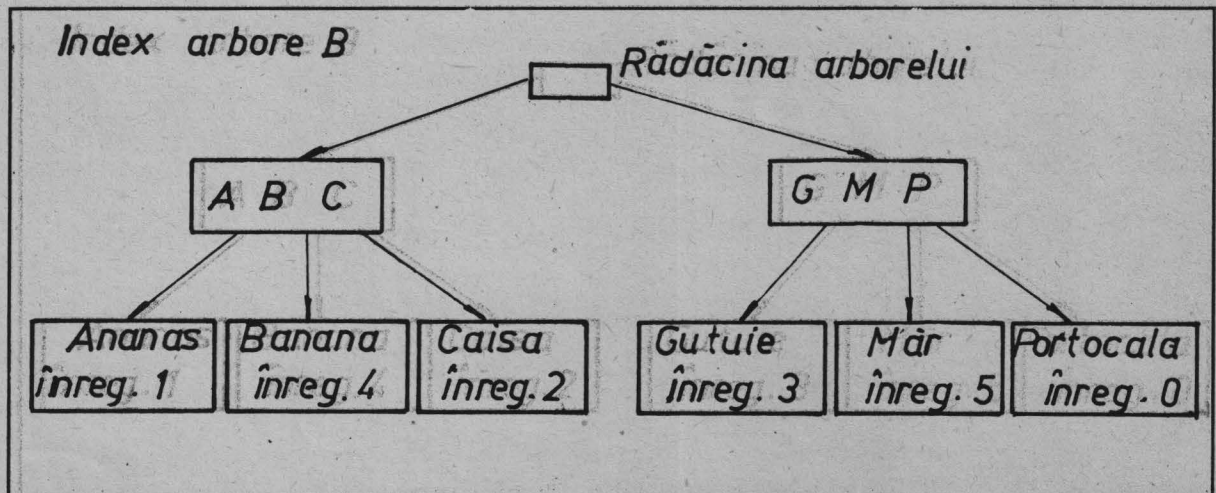 Index arbore B
Rădăcina arborelui
A B C
G M P
Ananas
înreg. 1
Banana
înreg. 4
Caisa
înreg. 2
Gutuie
înreg. 3
Măr
înreg. 5
Portocala
înreg. 0